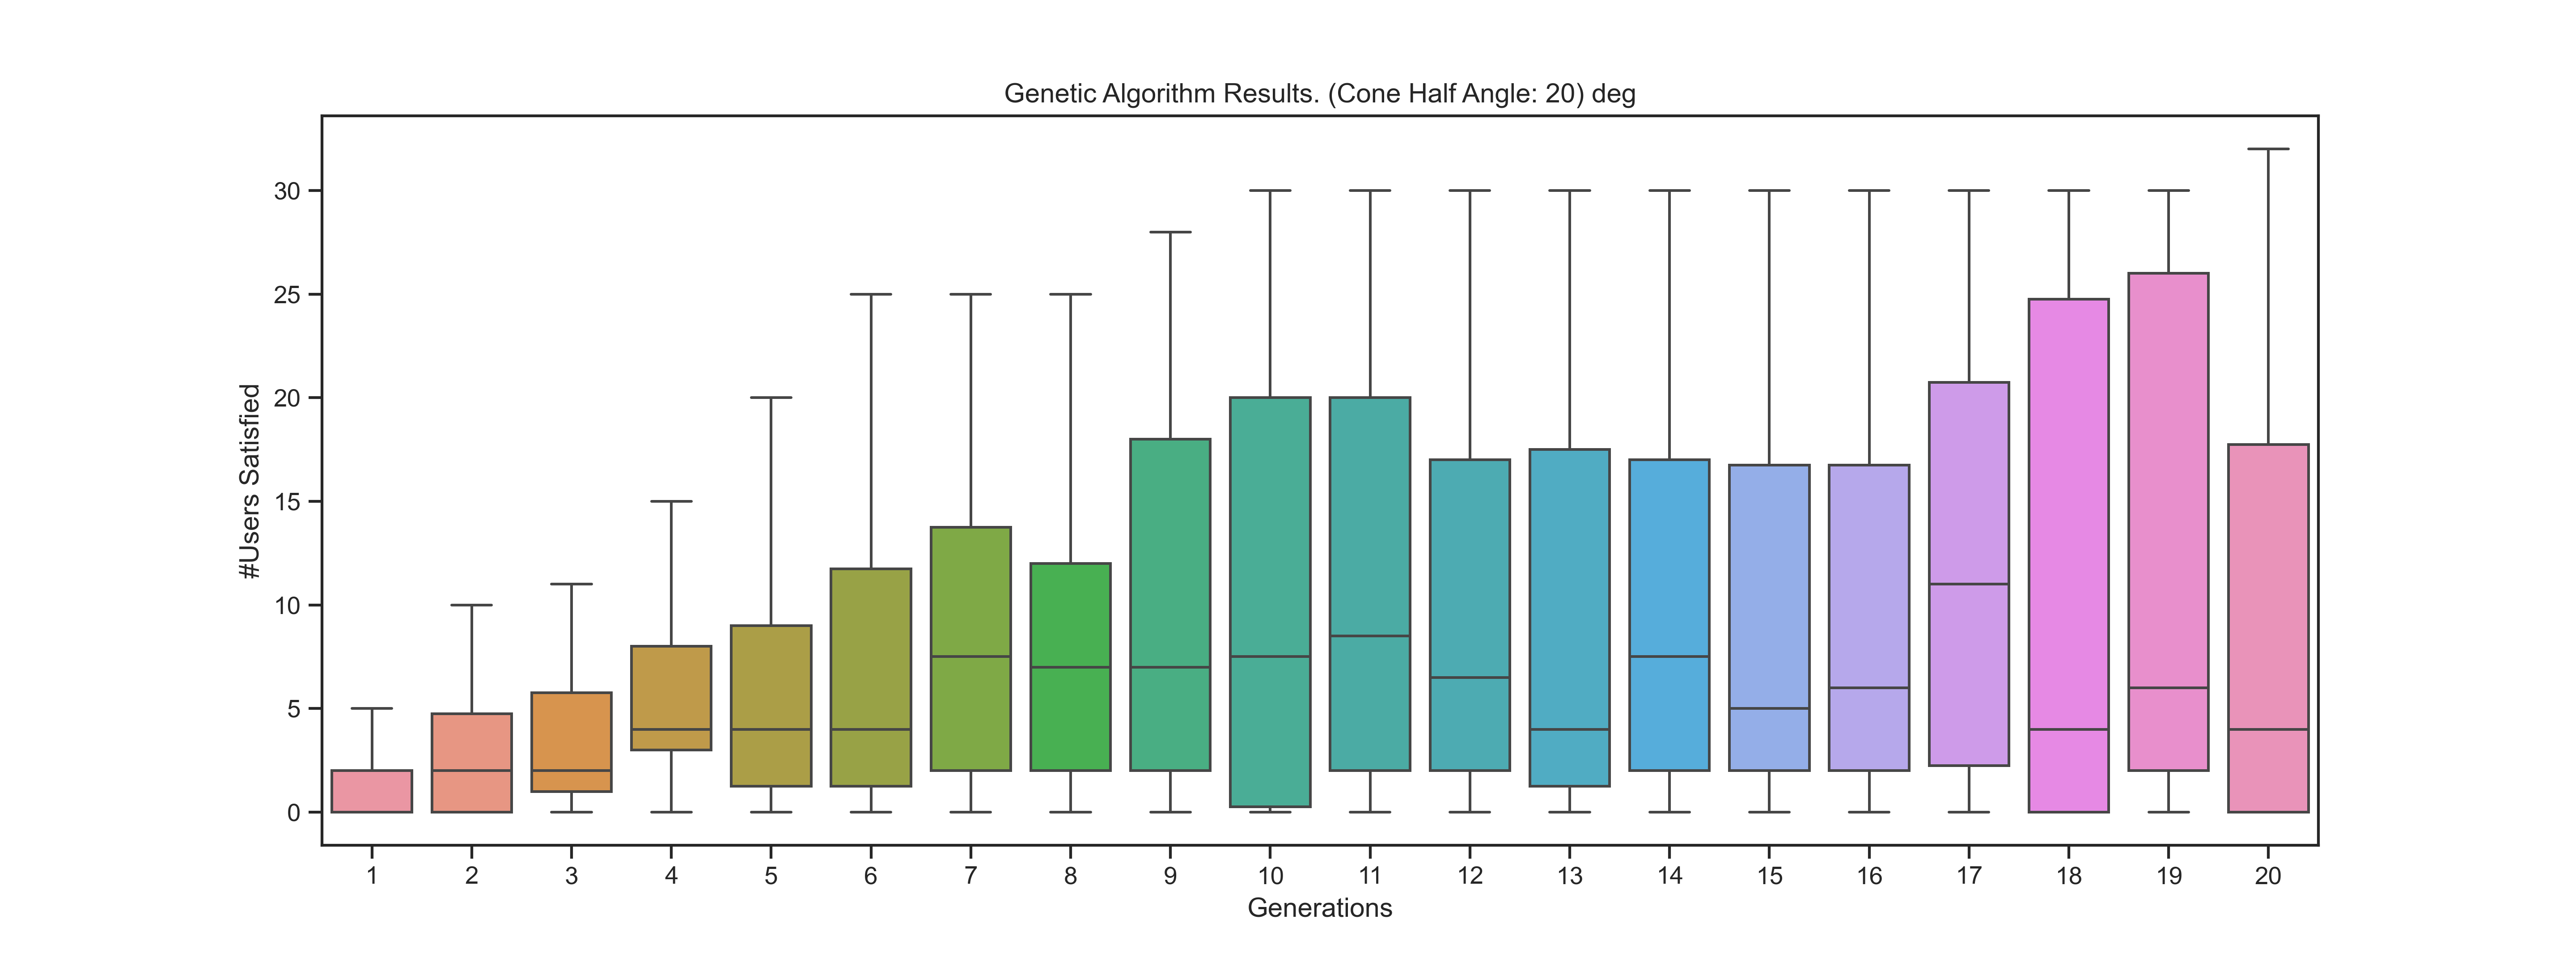 Genetic Algorithm Results. (Cone Half Angle: 20) deg
#Users Satisfied
30
25
20
15
10
5
0
1 2 3 4 5 6 7 8 9 10 11 12 13 14 15 16 17 18 19 20
Generations